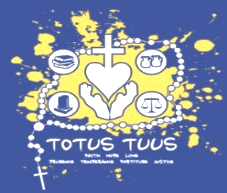 TOTUS TUUS
FAITH HOPE LOVE
PRUDENCE TEMPERANCE FORTITUDE JUSTICE